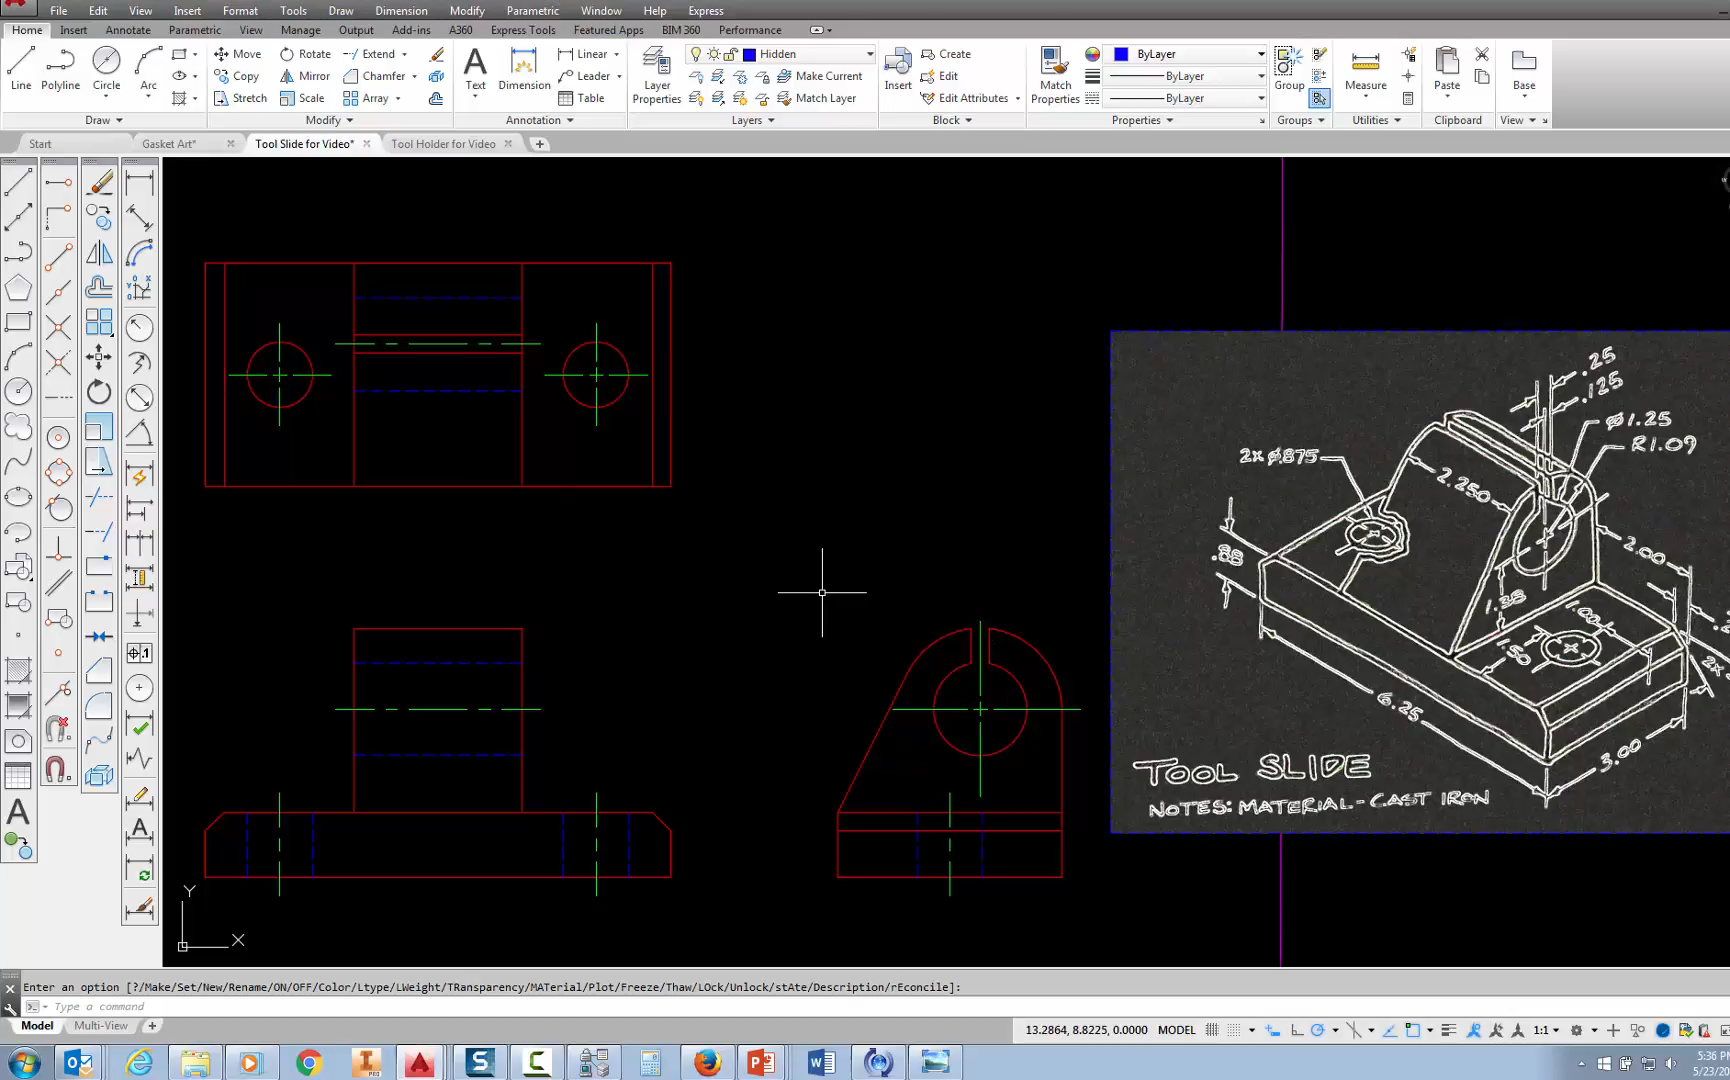 File Edit View Insert Format Tools Draw Dimension Modify Parametric Window Help Express
Home Insert Annotate Parametric View Manage Output Add-ins A360 Express Tools Featured Apps BIM 360 Performance
Line Polyline Circle Arc
Move Rotate Extend
Copy Mirror Chamfer
Stretch Scale Array
Text Dimension
Linear
Leader
Table
Layer Properties
Hidden
Make Current
Match Layer
Insert
Create
Edit
Edit Attributes
Match Properties
ByLayer
ByLayer
ByLayer
Group Measure Paste Base
Draw Modify Annotation Layers Block Properties Groups Utilities Clipboard View
Start Gasket Art* Tool Slide for Video* Tool Holder for Video
.25
.125
Ø1.25
R1.09
2x Ø.875
2.250
.88
2.00
1.38
1.00
1.50
2x
6.25
3.00
TOOL SLIDE
NOTES: MATERIAL - CAST IRON
Y
X
A
Enter an option [?/Make/Set/New/Rename/ON/OFF/Color/Ltype/LWeight/TRansparency/MATerial/Plot/Freeze/Thaw/LOck/Unlock/stAte/Description/rEconcile]:
Type a command
Model Multi-View
13.2864, 8.8225, 0.0000 MODEL 1:1
5:36 PM
5/23/20